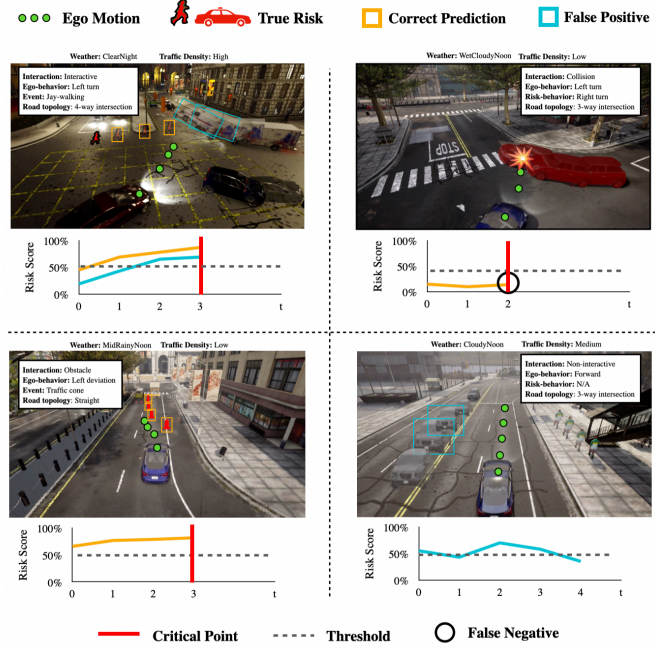 Ego Motion
True Risk
Correct Prediction
False Positive
Weather: ClearNight Traffic Density: High
Interaction: Interactive
Ego-behavior: Left turn
Event: Jay-walking
Road topology: 4-way intersection
Risk Score
100%
50%
0%
0 1 2 3 t
Weather: WetCloudyNoon Traffic Density: Low
Interaction: Collision
Ego-behavior: Left turn
Risk-behavior: Right turn
Road topology: 3-way intersection
STOP
Risk Score
100%
50%
0%
0 1 2 t
Weather: MidRainyNoon Traffic Density: Low
Interaction: Obstacle
Ego-behavior: Left deviation
Event: Traffic cone
Road topology: Straight
Risk Score
100%
50%
0%
0 1 2 3 t
Weather: CloudyNoon Traffic Density: Medium
Interaction: Non-interactive
Ego-behavior: Forward
Risk-behavior: N/A
Road topology: 3-way intersection
Risk Score
100%
50%
0%
0 1 2 3 4 t
Critical Point
Threshold
False Negative